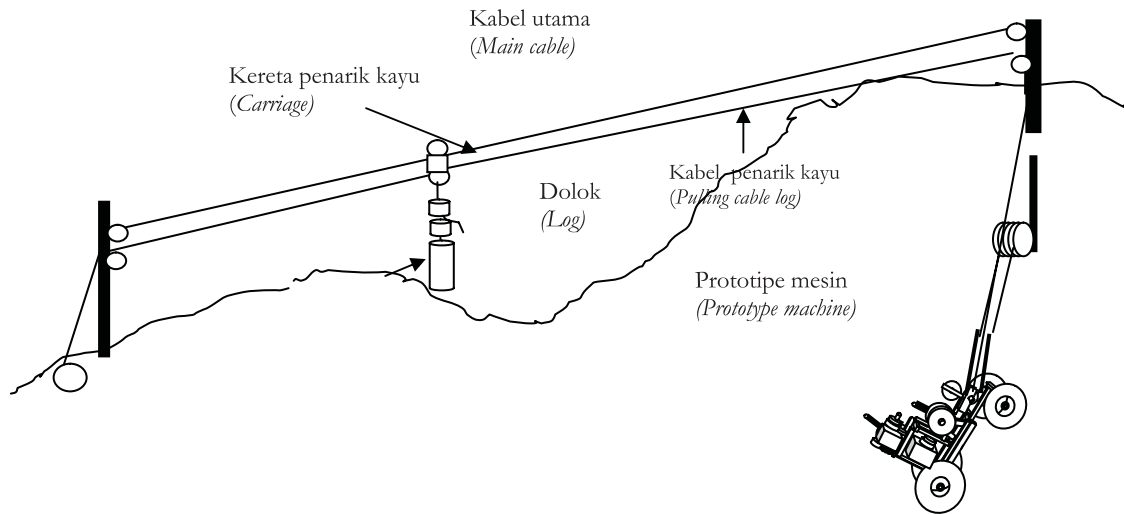 Kabel utama
(Main cable)
Kereta penarik kayu
(Carriage)
Kabel penarik kayu
(Pulling cable log)
Dolok
(Log)
Prototipe mesin
(Prototype machine)